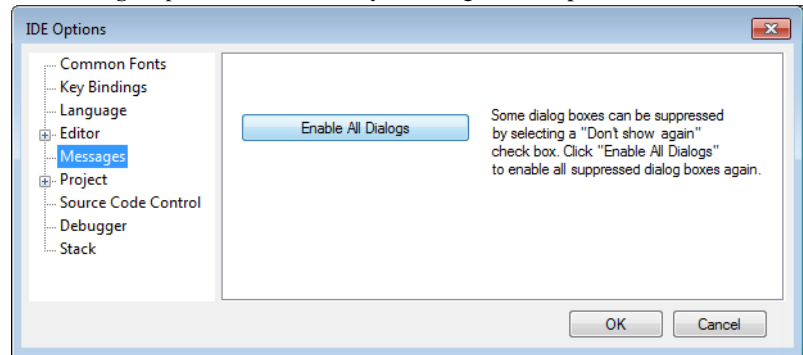 IDE Options
Common Fonts
Key Bindings
Language
Editor
Messages
Project
Source Code Control
Debugger
Stack
Enable All Dialogs
Some dialog boxes can be suppressed
by selecting a "Don't show again"
check box. Click "Enable All Dialogs"
to enable all suppressed dialog boxes again.
OK
Cancel